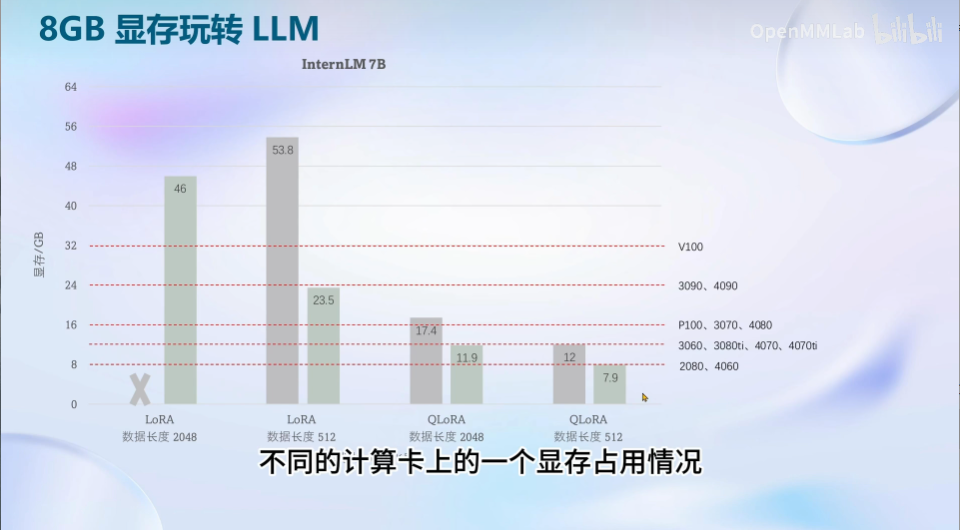 8GB 显存玩转 LLM
OpenMMLab bilibili
InternLM 7B
64
56
48
40
32
24
16
8
0
显存/GB
46
53.8
23.5
17.4
11.9
12
7.9
V100
3090、4090
P100、3070、4080
3060、3080ti、4070、4070ti
2080、4060
LoRA
数据长度 2048
LoRA
数据长度 512
QLoRA
数据长度 2048
QLoRA
数据长度 512
不同的计算卡上的一个显存占用情况